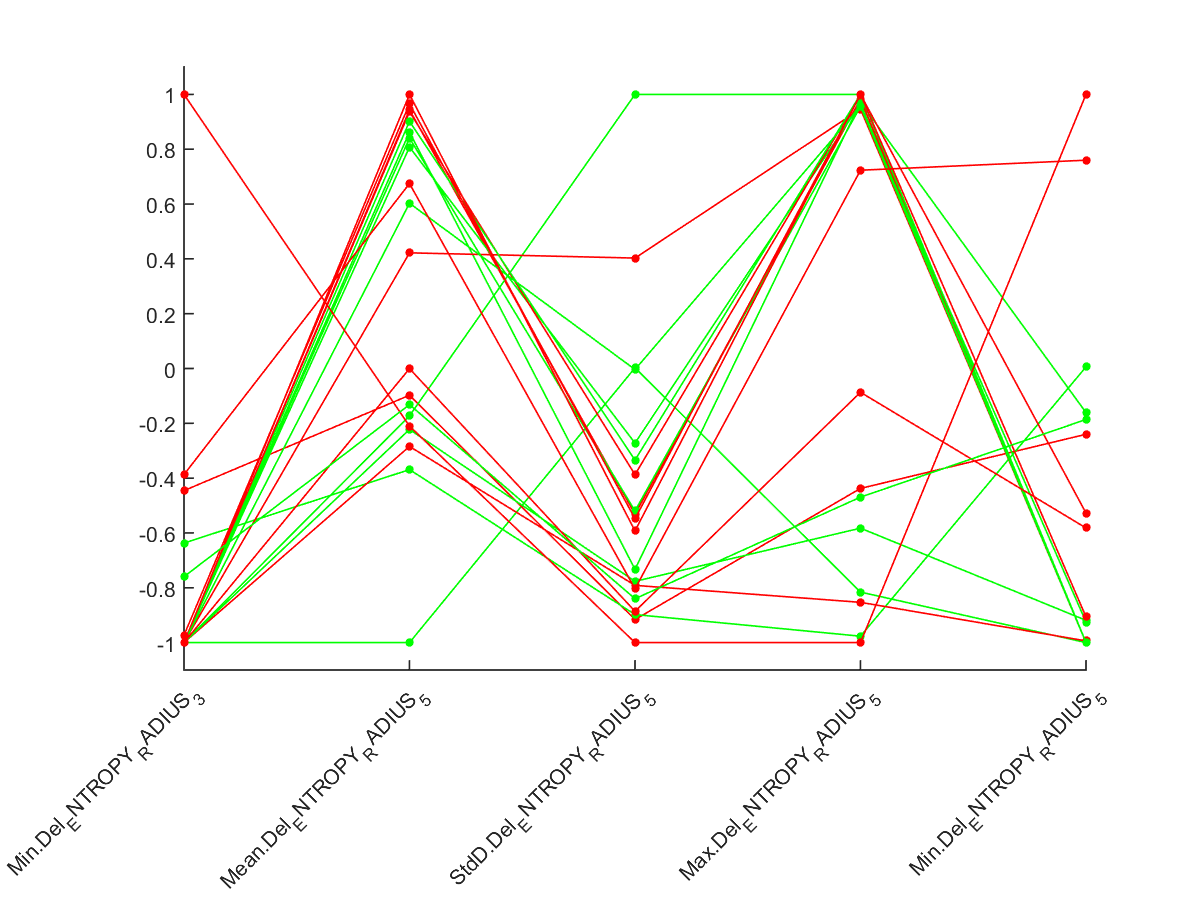 1
0.8
0.6
0.4
0.2
0
-0.2
-0.4
-0.6
-0.8
-1
Min.Del_ENTROPY_RADIUS_3
Mean.Del_ENTROPY_RADIUS_5
StdD.Del_ENTROPY_RADIUS_5
Max.Del_ENTROPY_RADIUS_5
Min.Del_ENTROPY_RADIUS_5